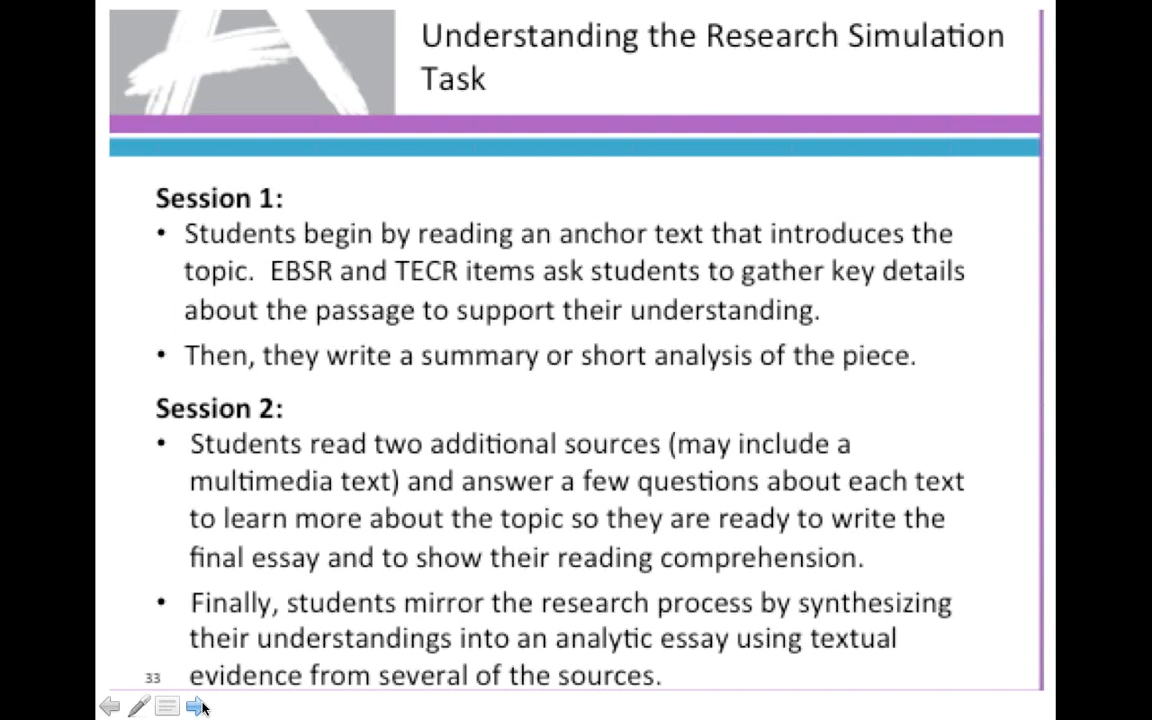 Understanding the Research Simulation
Task
Session 1:
• Students begin by reading an anchor text that introduces the
topic.  EBSR and TECR items ask students to gather key details
about the passage to support their understanding.
• Then, they write a summary or short analysis of the piece.
Session 2:
• Students read two additional sources (may include a
multimedia text) and answer a few questions about each text
to learn more about the topic so they are ready to write the
final essay and to show their reading comprehension.
• Finally, students mirror the research process by synthesizing
their understandings into an analytic essay using textual
evidence from several of the sources.
33